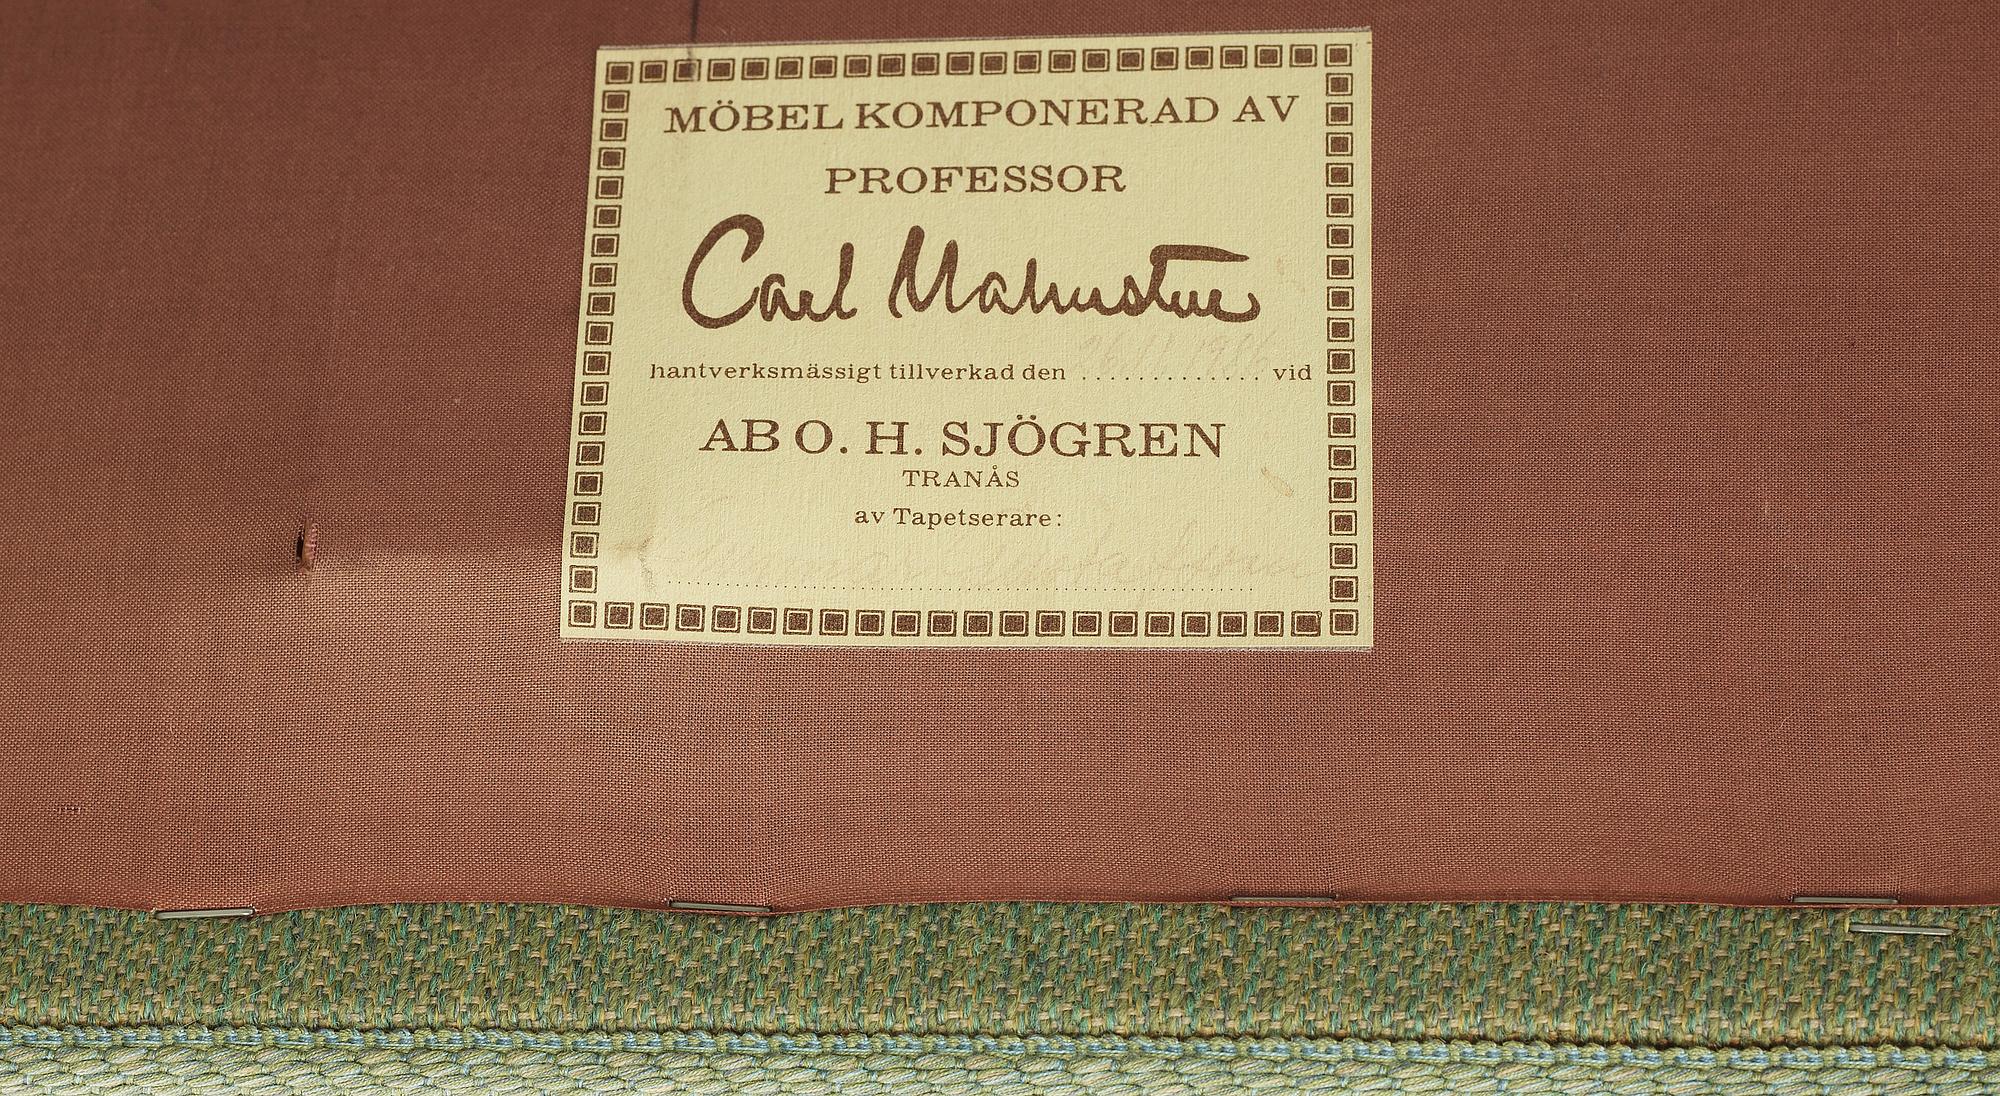 MÖBEL KOMPONERAD AV
PROFESSOR
Carl Malmsten
hantverksmässigt tillverkad den ............. vid
AB O. H. SJÖGREN
TRANÅS
av Tapetserare: